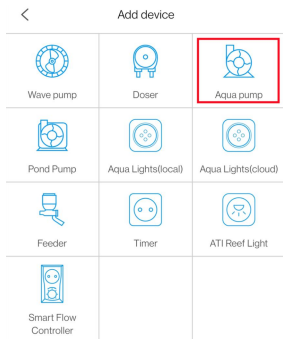 Add device
Wave pump
Doser
Aqua pump
Pond Pump
Aqua Lights(local)
Aqua Lights(cloud)
Feeder
Timer
ATI Reef Light
Smart Flow
Controller